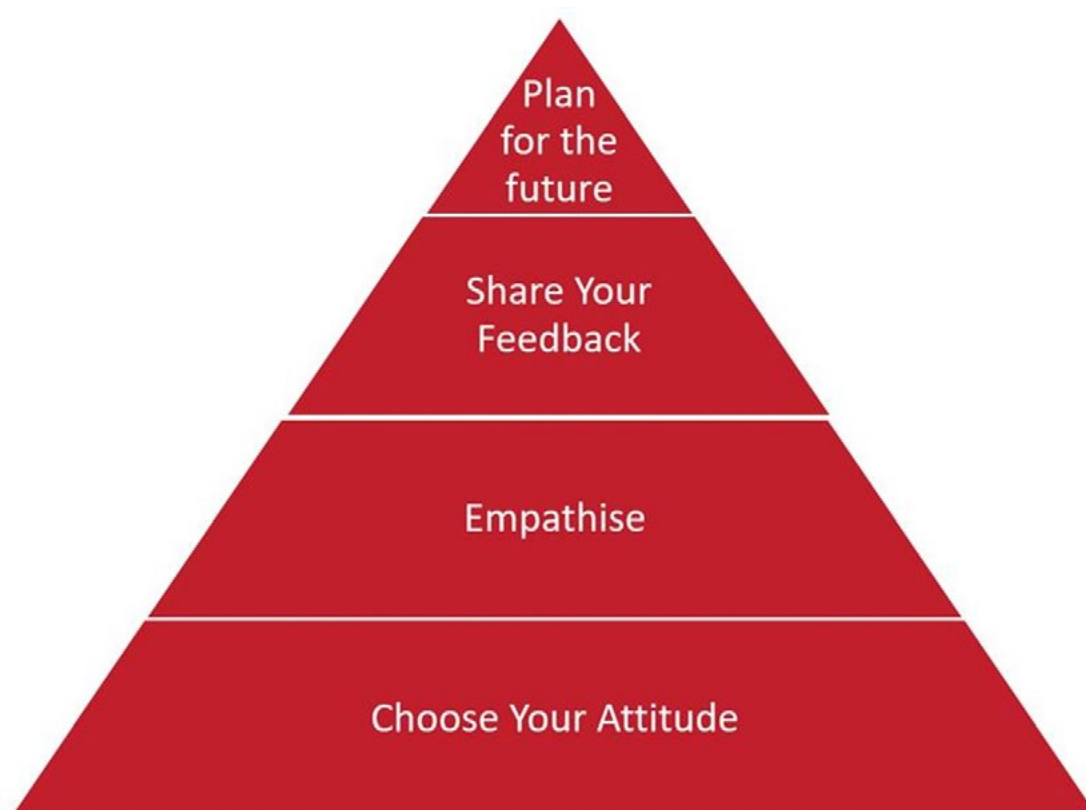 Plan
for the
future
Share Your
Feedback
Empathise
Choose Your Attitude